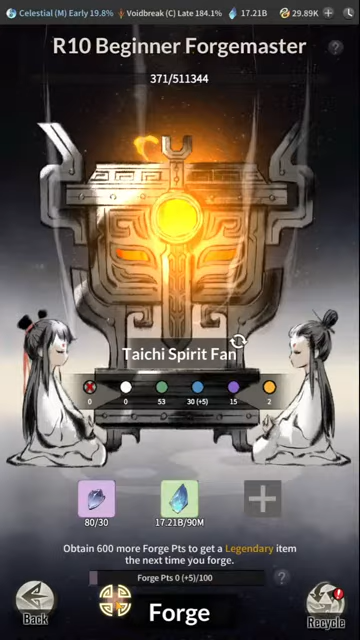 Celestial (M) Early 19.8% Voidbreak (C) Late 184.1% 17.21B 29.89K
R10 Beginner Forgemaster ?
371/511344
Taichi Spirit Fan
0 0 53 30 (+5) 15 2
80/30 17.21B/90M
Obtain 600 more Forge Pts to get a Legendary item
the next time you forge.
Forge Pts 0 (+5)/100 ?
Back Forge Recycle